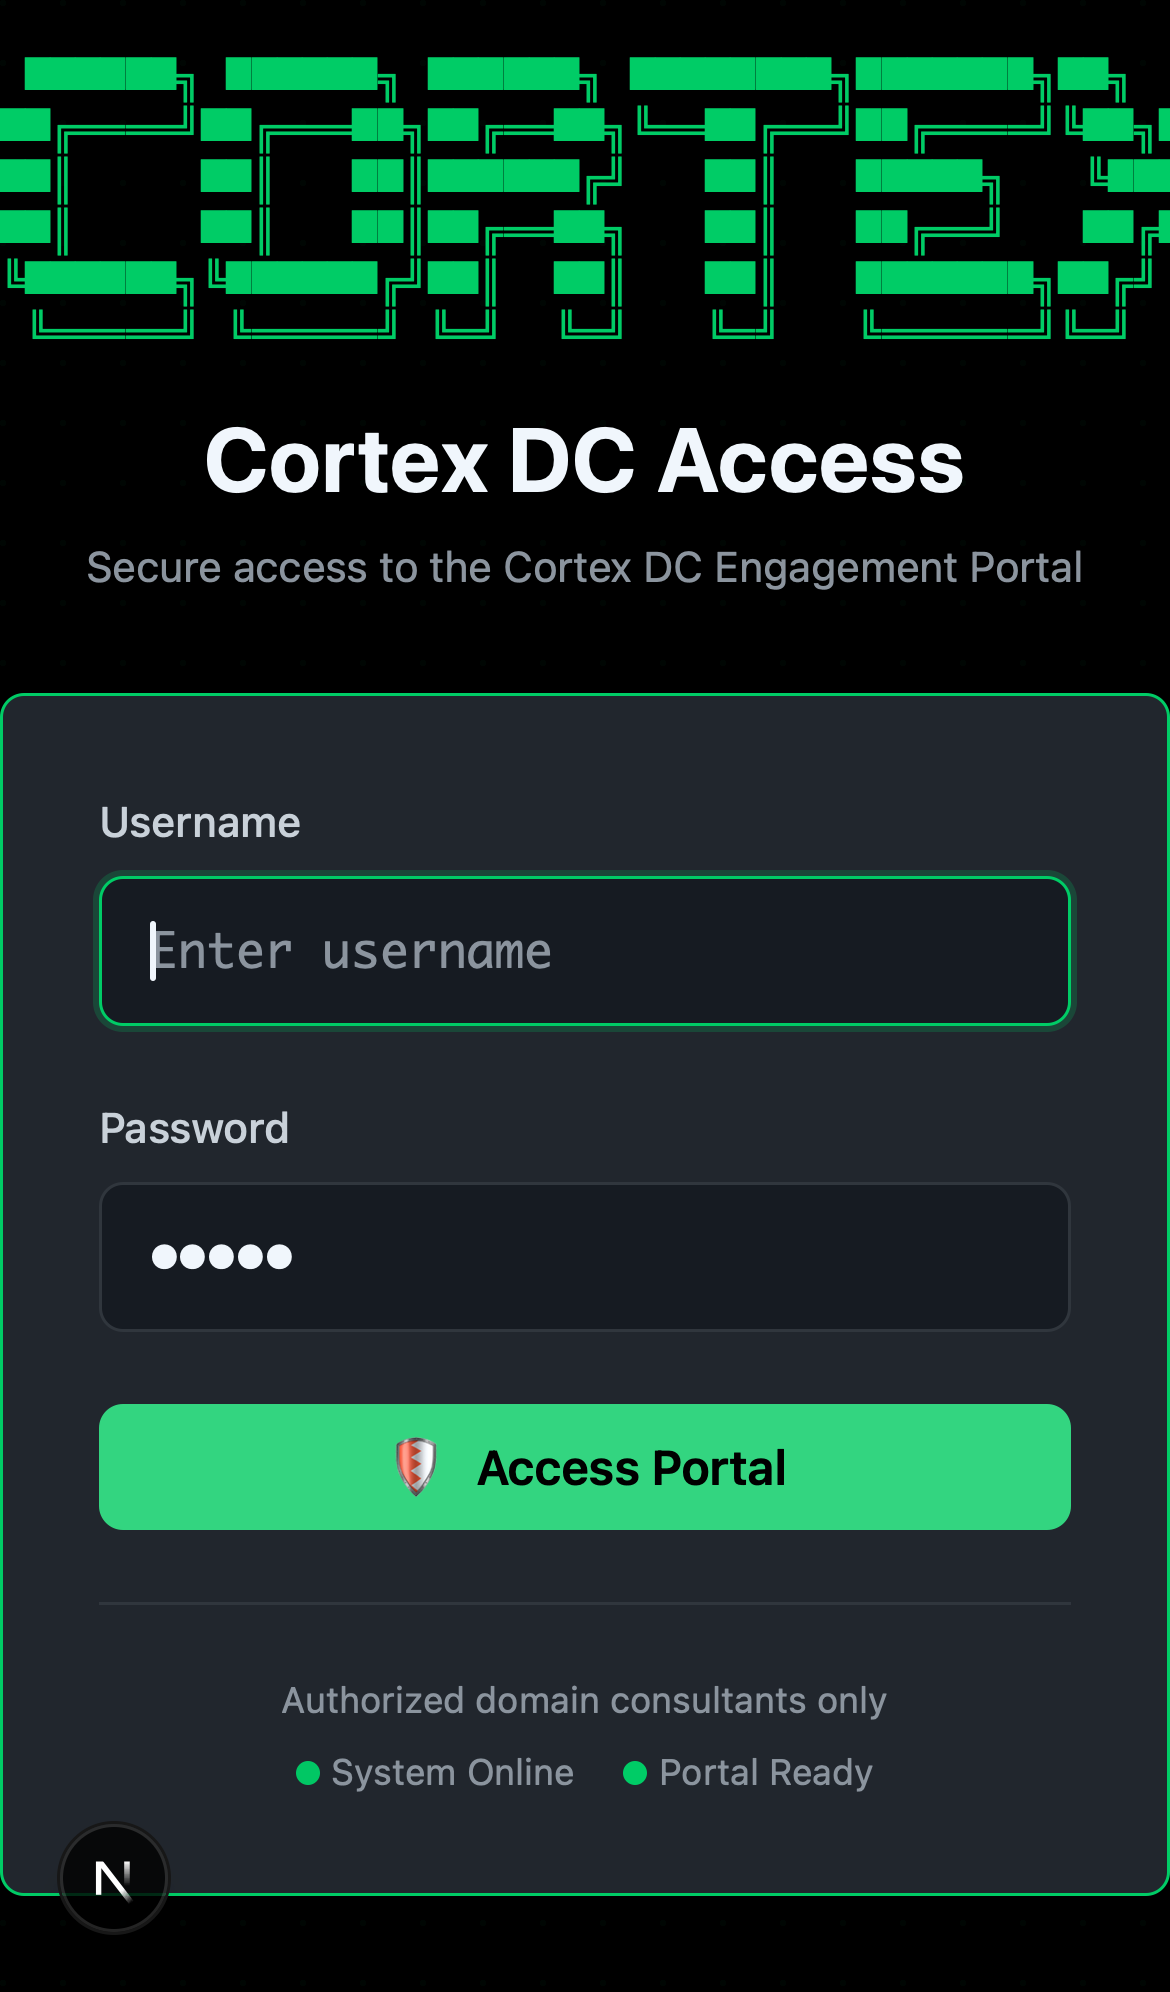 CORTEX
Cortex DC Access
Secure access to the Cortex DC Engagement Portal
Username
Enter username
Password
●●●●●
Access Portal
Authorized domain consultants only
System Online Portal Ready
N